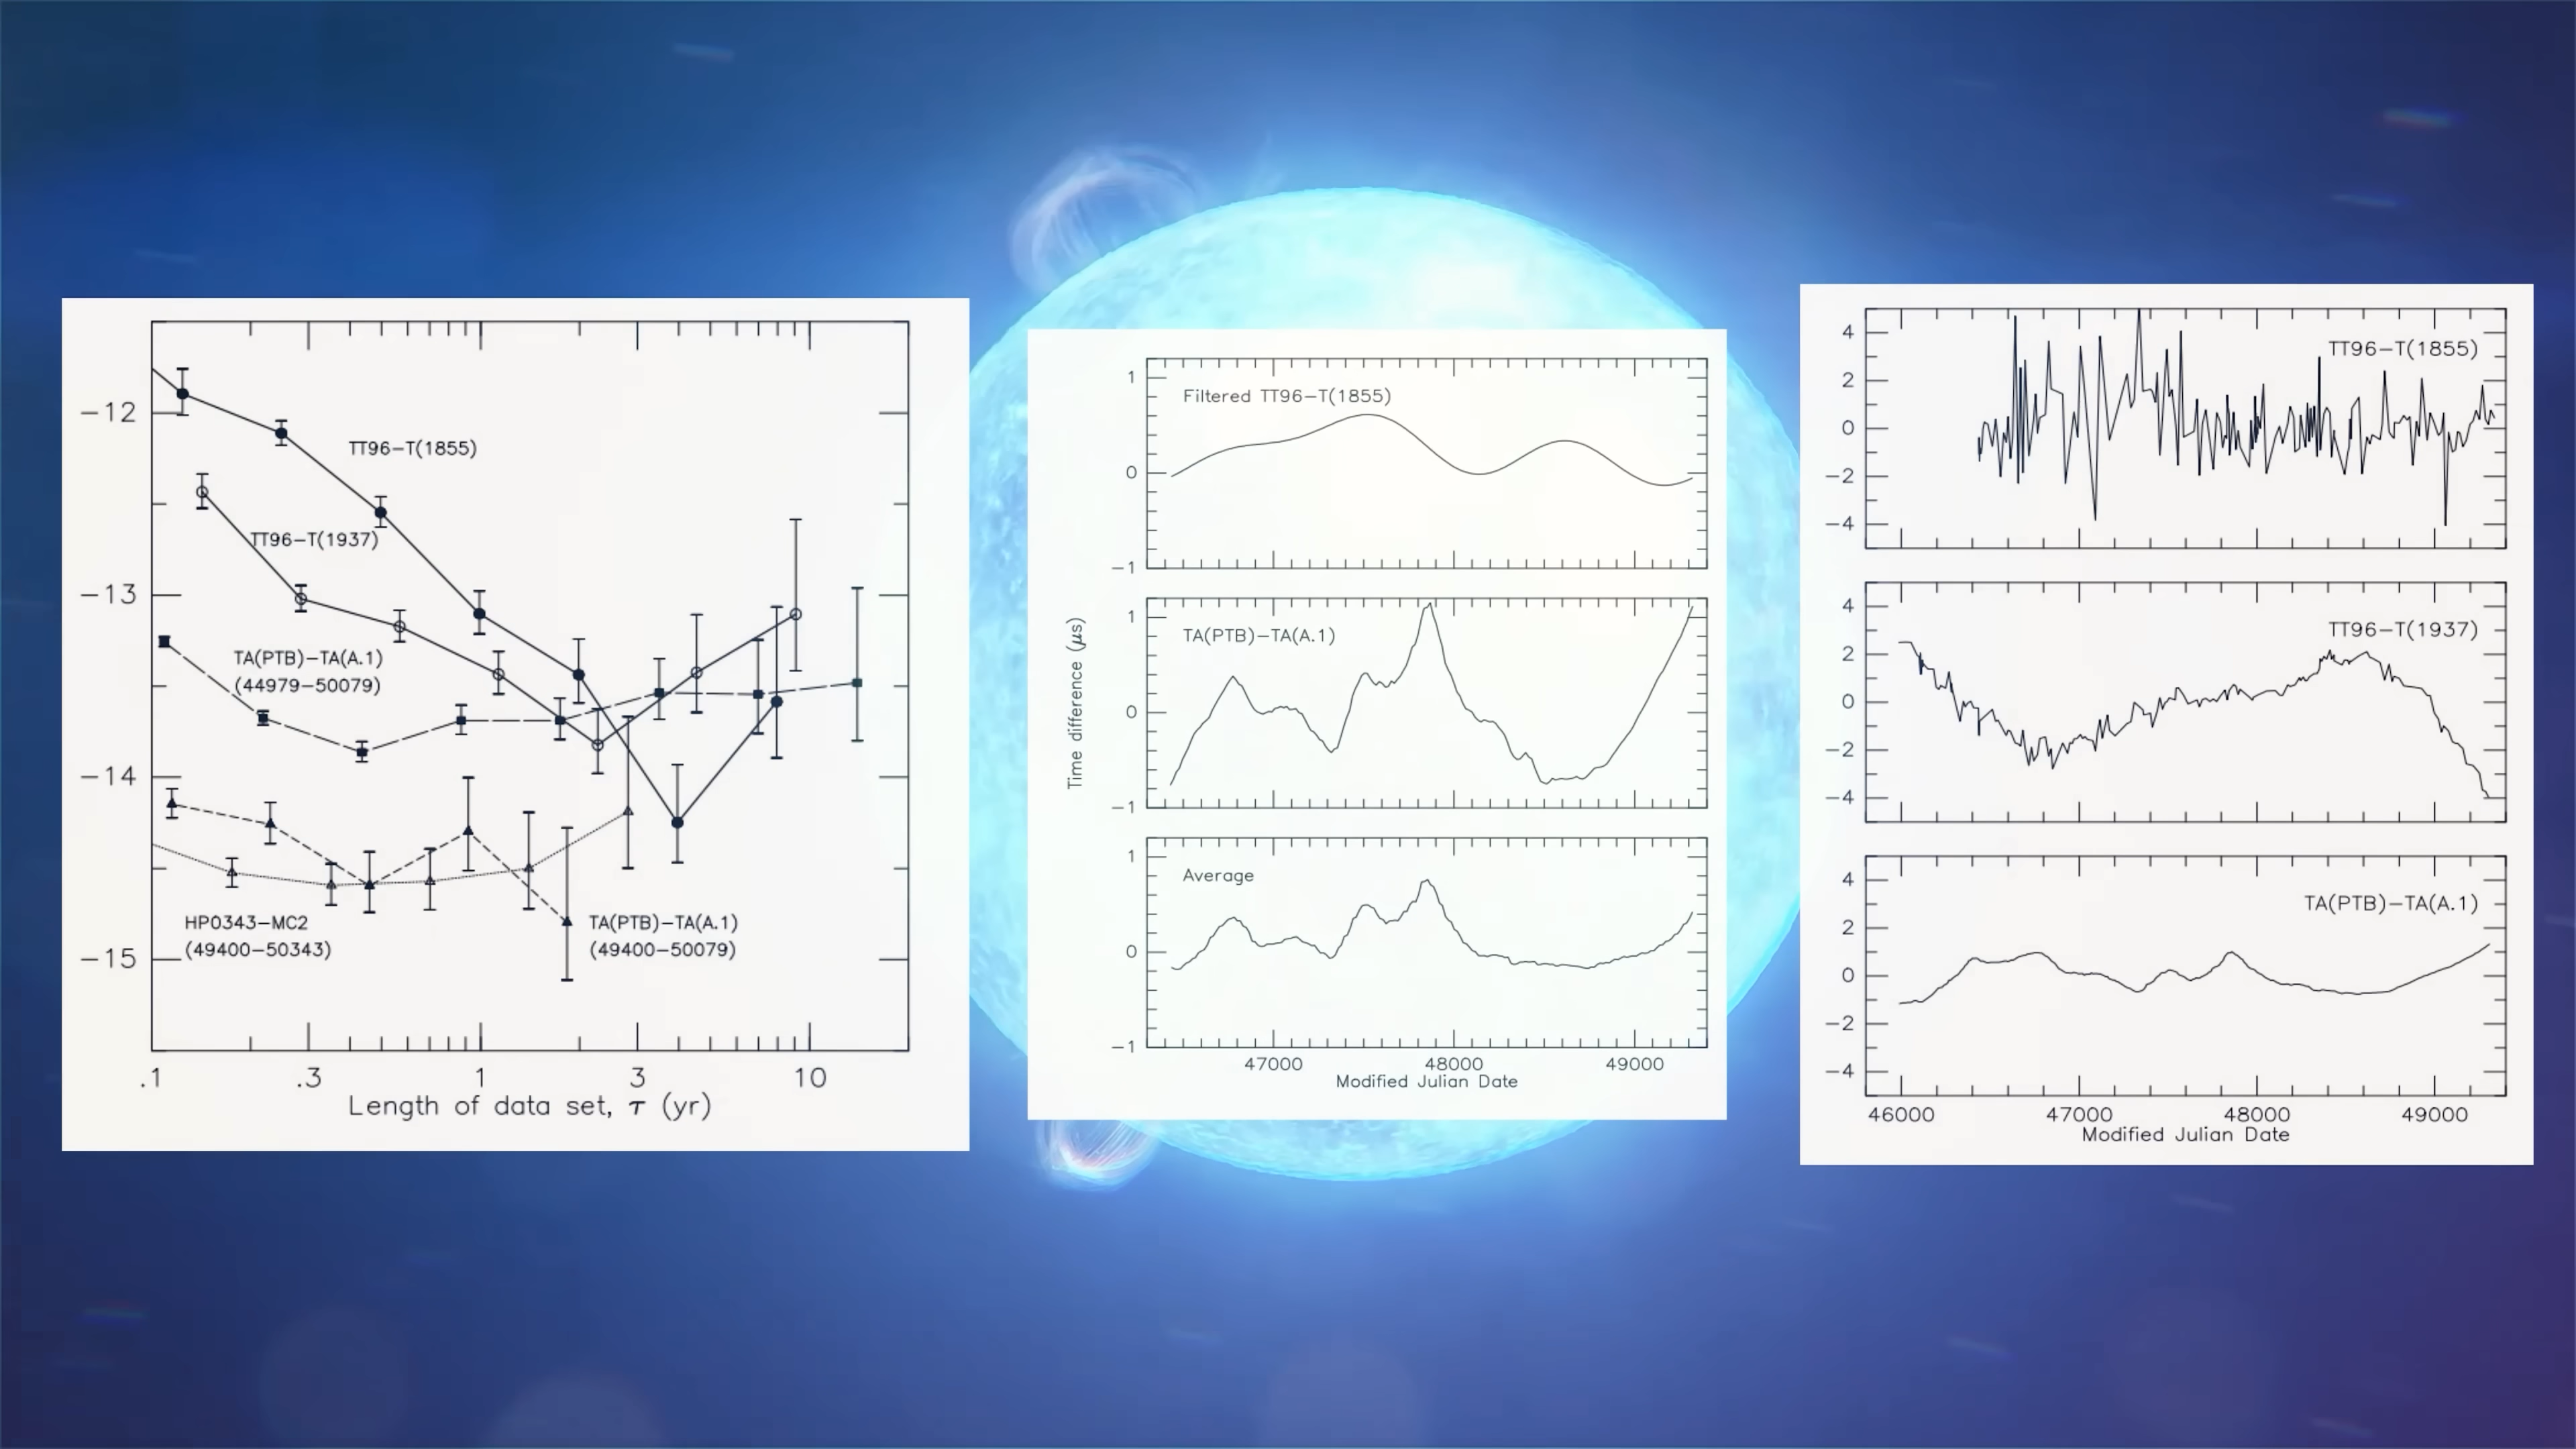 −12
−13
−14
−15
TT96−T(1855)
TT96−T(1937)
TA(PTB)−TA(A.1)
(44979−50079)
HP0343−MC2
(49400−50343)
TA(PTB)−TA(A.1)
(49400−50079)
.1 .3 1 3 10
Length of data set, τ (yr)
Time difference (μs)
1
0
−1
Filtered TT96−T(1855)
1
0
−1
TA(PTB)−TA(A.1)
1
0
−1
Average
47000 48000 49000
Modified Julian Date
4
2
0
−2
−4
TT96−T(1855)
4
2
0
−2
−4
TT96−T(1937)
4
2
0
−2
−4
TA(PTB)−TA(A.1)
46000 47000 48000 49000
Modified Julian Date